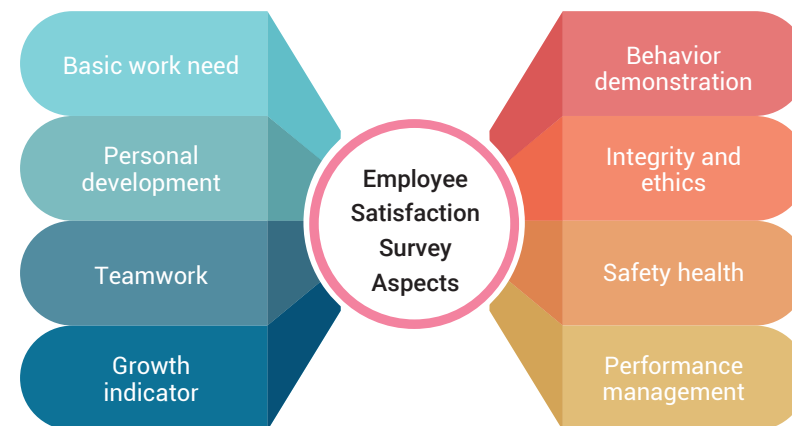 Basic work need
Personal
development
Teamwork
Growth
indicator
Employee
Satisfaction
Survey
Aspects
Behavior
demonstration
Integrity and
ethics
Safety health
Performance
management